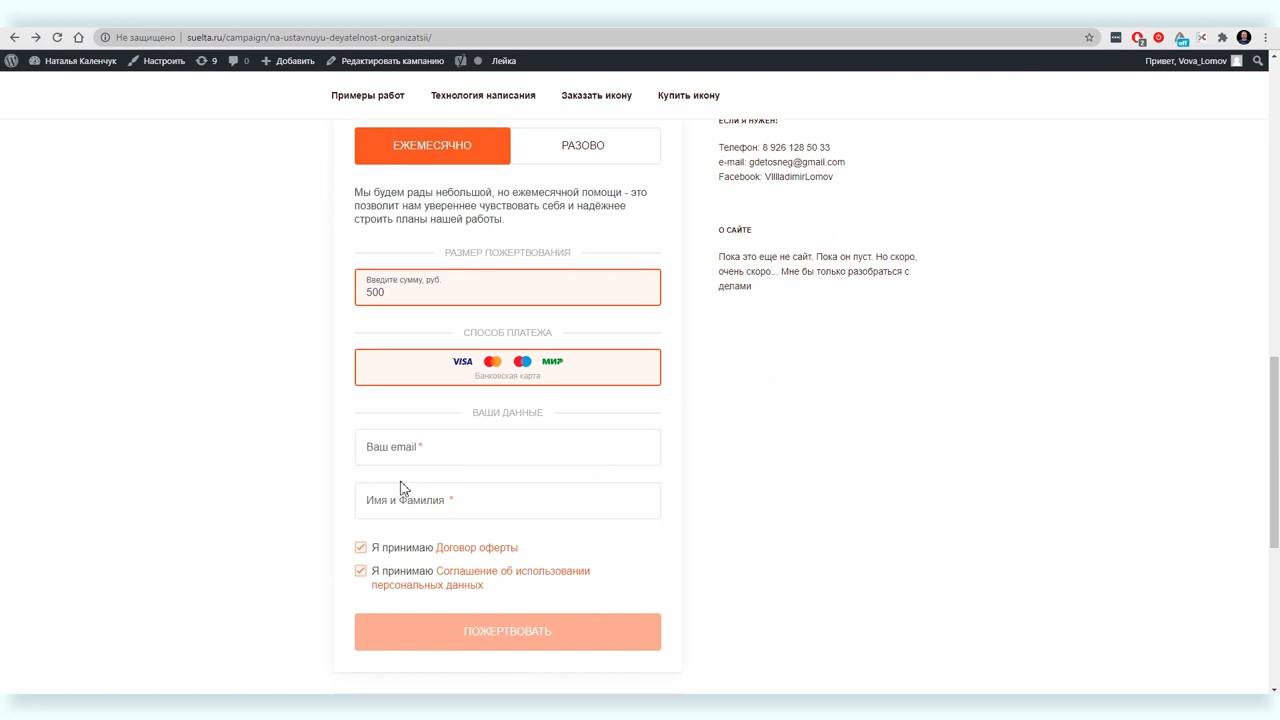 Не защищено | suelta.ru/campaign/na-ustavnuyu-deyatelnost-organizatsii/
2
off
Наталья Каленчук Настроить 9 0 Добавить Редактировать кампанию Лейка Привет, Vova_Lomov
Примеры работ Технология написания Заказать икону Купить икону
ЕСЛИ Я НУЖЕН:
ЕЖЕМЕСЯЧНО РАЗОВО
Телефон: 8 926 128 50 33
e-mail: gdetosneg@gmail.com
Facebook: VlllladimirLomov
Мы будем рады небольшой, но ежемесячной помощи - это
позволит нам увереннее чувствовать себя и надёжнее
строить планы нашей работы.
О САЙТЕ
Пока это еще не сайт. Пока он пуст. Но скоро,
очень скоро... Мне бы только разобраться с
делами
РАЗМЕР ПОЖЕРТВОВАНИЯ
Введите сумму, руб.
500
СПОСОБ ПЛАТЕЖА
VISA МИР
Банковская карта
ВАШИ ДАННЫЕ
Ваш email *
Имя и Фамилия *
Я принимаю Договор оферты
Я принимаю Соглашение об использовании
персональных данных
ПОЖЕРТВОВАТЬ